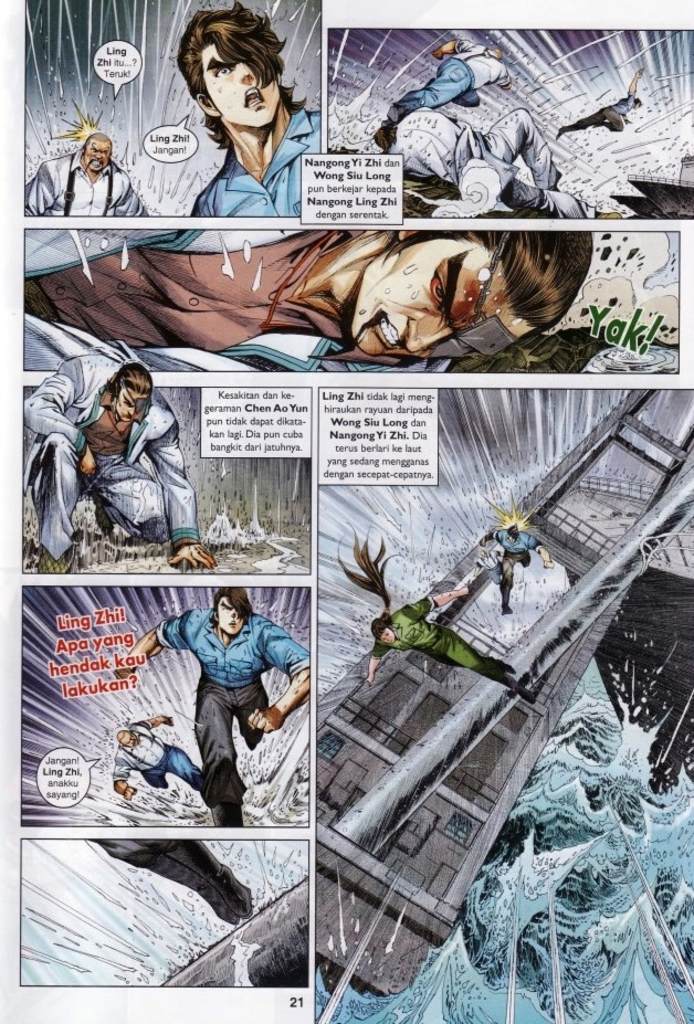 Ling
Zhi itu...?
Teruk!
Ling Zhi!
Jangan!
Nangong Yi Zhi dan
Wong Siu Long
pun berkejar kepada
Nangong Ling Zhi
dengan serentak.
Yak!
Kesakitan dan ke-
geraman Chen Ao Yun
pun tidak dapat dikata-
kan lagi. Dia pun cuba
bangkit dari jatuhnya.
Ling Zhi tidak lagi meng-
hiraukan rayuan daripada
Wong Siu Long dan
Nangong Yi Zhi. Dia
terus berlari ke laut
yang sedang mengganas
dengan secepat-cepatnya.
Ling Zhi!
Apa yang
hendak kau
lakukan?
Jangan!
Ling Zhi,
anakku
sayang!
21